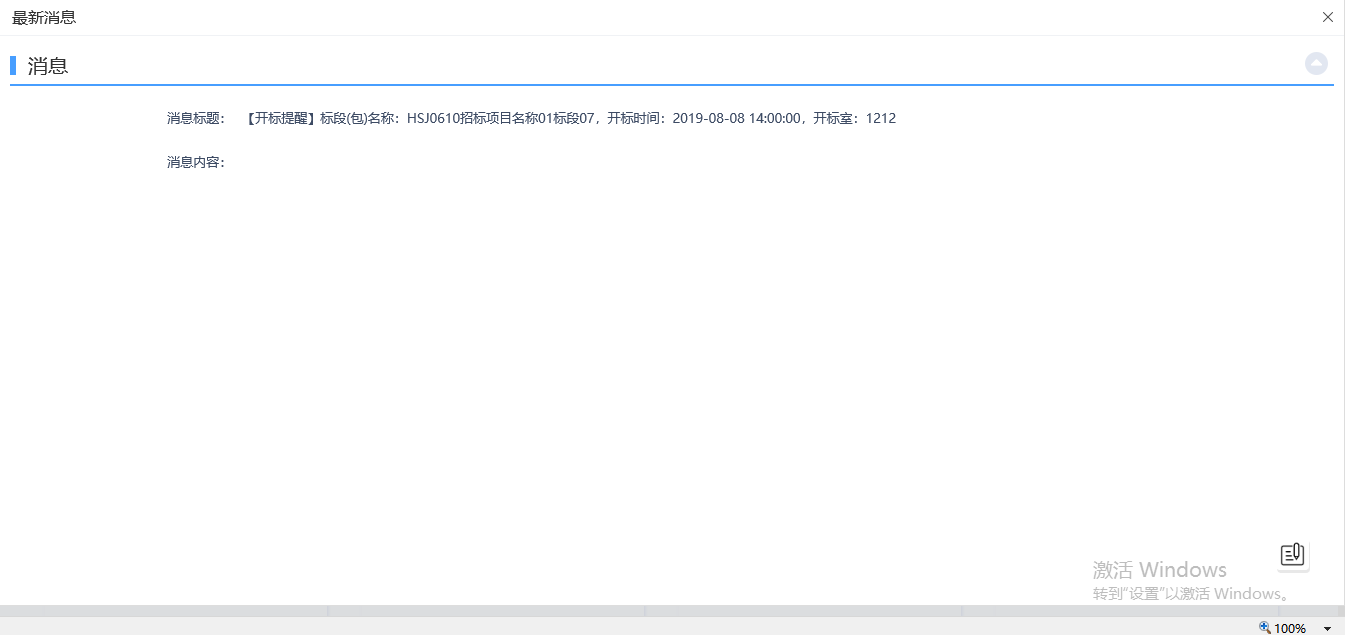 最新消息
消息
消息标题： 【开标提醒】标段(包)名称：HSJ0610招标项目名称01标段07，开标时间：2019-08-08 14:00:00，开标室：1212
消息内容：
激活 Windows
转到“设置”以激活 Windows。
100%